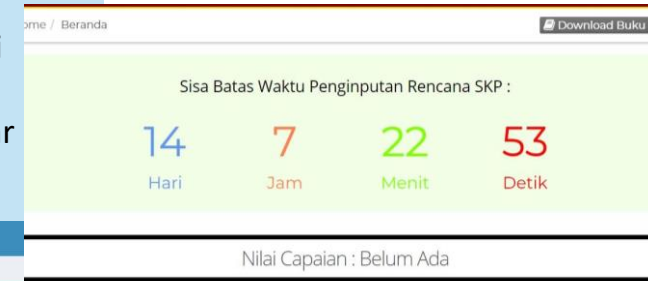 ome / Beranda
Download Buku
Sisa Batas Waktu Penginputan Rencana SKP :
14 7 22 53
Hari Jam Menit Detik
Nilai Capaian : Belum Ada